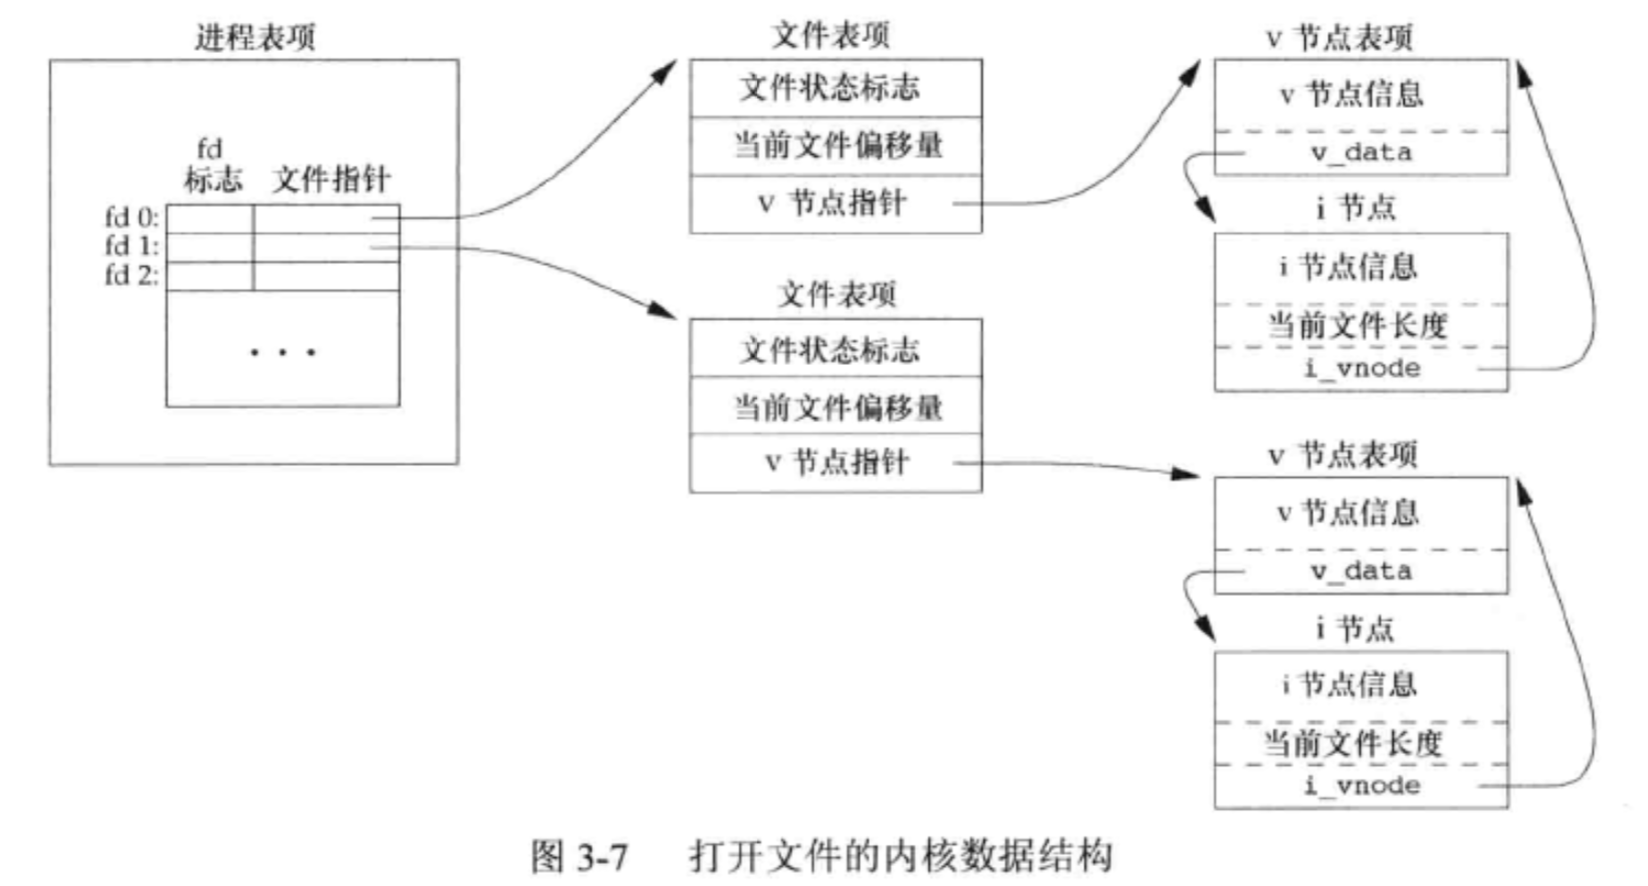 进程表项
fd
标志 文件指针
fd 0:
fd 1:
fd 2:
...
文件表项
文件状态标志
当前文件偏移量
v 节点指针
文件表项
文件状态标志
当前文件偏移量
v 节点指针
v 节点表项
v 节点信息
v_data
i 节点
i 节点信息
当前文件长度
i_vnode
v 节点表项
v 节点信息
v_data
i 节点
i 节点信息
当前文件长度
i_vnode
图 3-7 打开文件的内核数据结构